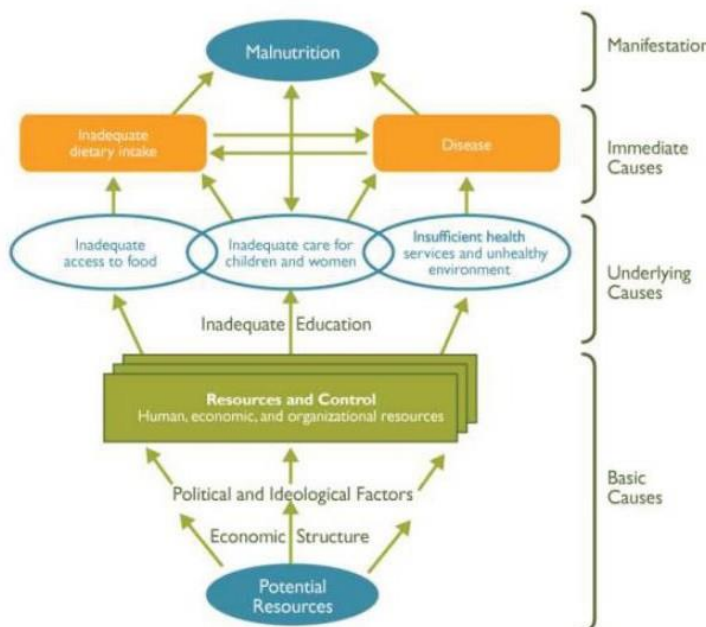 Malnutrition
Manifestation
Inadequate
dietary intake
Disease
Immediate
Causes
Inadequate
access to food
Inadequate care for
children and women
Insufficient health
services and unhealthy
environment
Underlying
Causes
Inadequate Education
Resources and Control
Human, economic, and organizational resources
Political and Ideological Factors
Basic
Causes
Economic Structure
Potential
Resources